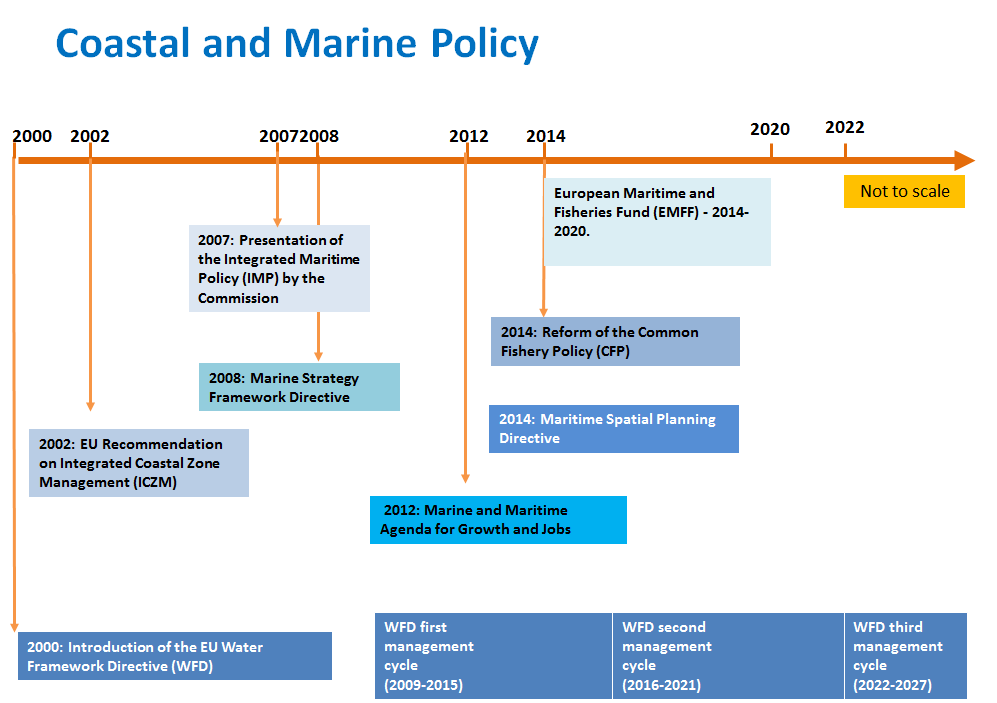 Coastal and Marine Policy
2000 2002 2007 2008 2012 2014 2020 2022
Not to scale
European Maritime and
Fisheries Fund (EMFF) - 2014-
2020.
2007: Presentation of
the Integrated Maritime
Policy (IMP) by the
Commission
2014: Reform of the Common
Fishery Policy (CFP)
2008: Marine Strategy
Framework Directive
2014: Maritime Spatial Planning
Directive
2002: EU Recommendation
on Integrated Coastal Zone
Management (ICZM)
2012: Marine and Maritime
Agenda for Growth and Jobs
2000: Introduction of the EU Water
Framework Directive (WFD)
WFD first
management
cycle
(2009-2015)
WFD second
management
cycle
(2016-2021)
WFD third
management
cycle
(2022-2027)